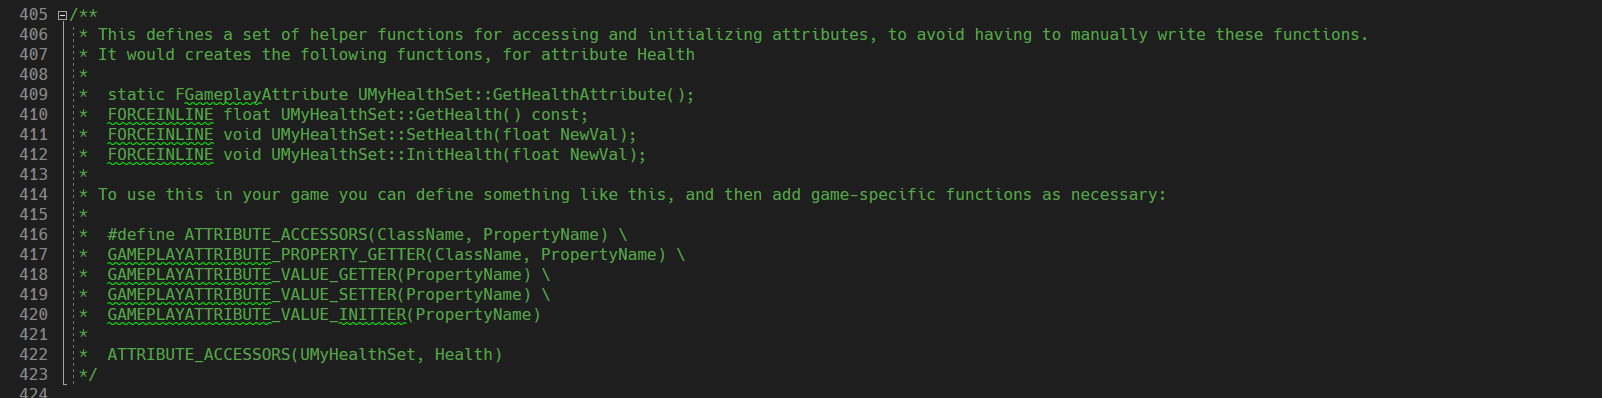 405 /**
406 * This defines a set of helper functions for accessing and initializing attributes, to avoid having to manually write these functions.
407 * It would creates the following functions, for attribute Health
408 *
409 *  static FGameplayAttribute UMyHealthSet::GetHealthAttribute();
410 *  FORCEINLINE float UMyHealthSet::GetHealth() const;
411 *  FORCEINLINE void UMyHealthSet::SetHealth(float NewVal);
412 *  FORCEINLINE void UMyHealthSet::InitHealth(float NewVal);
413 *
414 * To use this in your game you can define something like this, and then add game-specific functions as necessary:
415 *
416 *  #define ATTRIBUTE_ACCESSORS(ClassName, PropertyName) \
417 *  GAMEPLAYATTRIBUTE_PROPERTY_GETTER(ClassName, PropertyName) \
418 *  GAMEPLAYATTRIBUTE_VALUE_GETTER(PropertyName) \
419 *  GAMEPLAYATTRIBUTE_VALUE_SETTER(PropertyName) \
420 *  GAMEPLAYATTRIBUTE_VALUE_INITTER(PropertyName)
421 *
422 *  ATTRIBUTE_ACCESSORS(UMyHealthSet, Health)
423 */
424